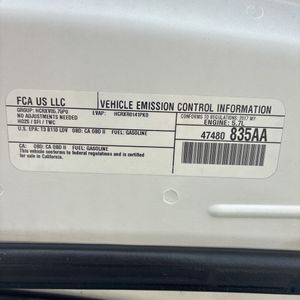 FCA US LLC
VEHICLE EMISSION CONTROL INFORMATION
GROUP: HCRXV05.75P0
EVAP: HCRXR0141PK0
CONFORMS TO REGULATIONS: 2017 MY
NO ADJUSTMENTS NEEDED
ENGINE: 5.7L
HO2S / SFI / TWC
47480 835AA
U.S. EPA: T3 B110 LDV OBD: CA OBD II FUEL: GASOLINE
CA: OBD: CA OBD II FUEL: GASOLINE
This vehicle conforms to federal regulations and is certified
for sale in California.